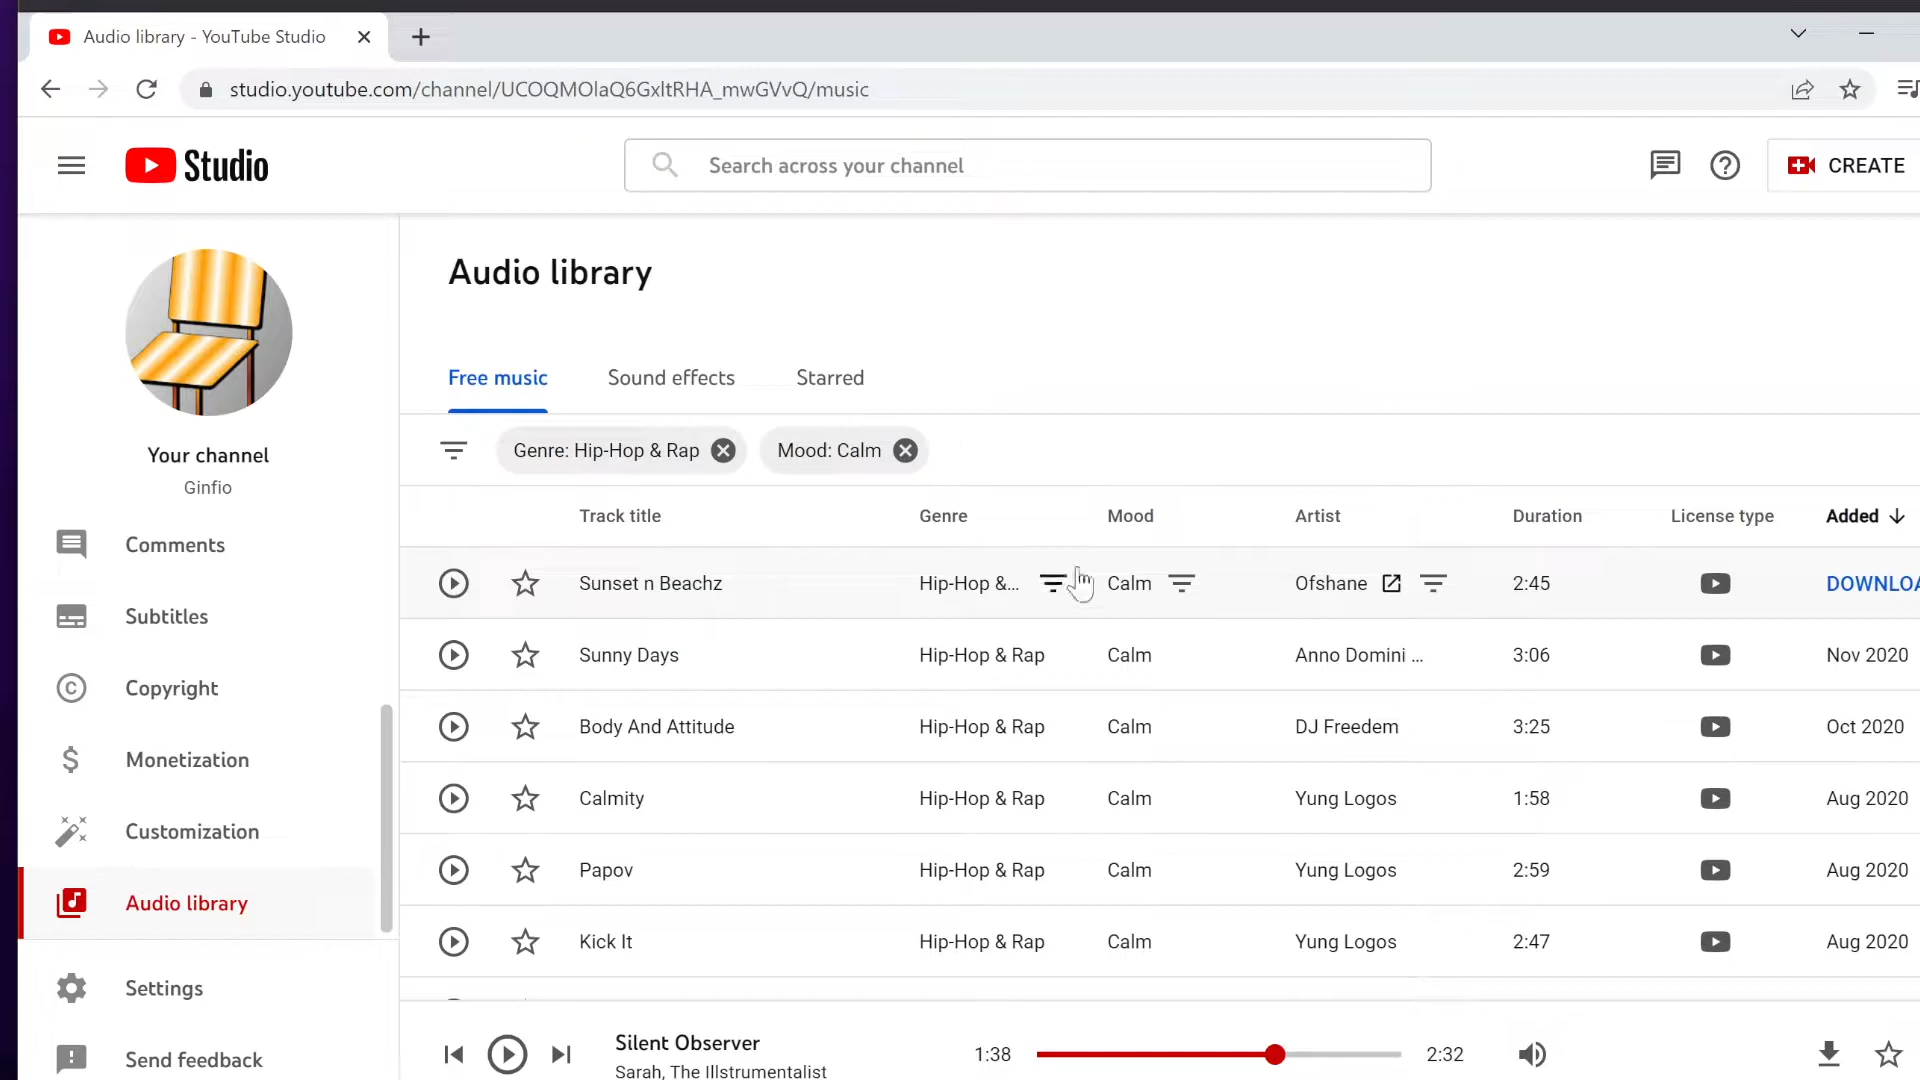 Audio library - YouTube Studio
studio.youtube.com/channel/UCOQMOlaQ6GxltRHA_mwGVvQ/music
Studio
Search across your channel
CREATE
Your channel
Ginfio
Comments
Subtitles
Copyright
Monetization
Customization
Audio library
Settings
Send feedback
Audio library
Free music Sound effects Starred
Genre: Hip-Hop & Rap Mood: Calm
Track title Genre Mood Artist Duration License type Added
Sunset n Beachz Hip-Hop &... Calm Ofshane 2:45 DOWNLOA
Sunny Days Hip-Hop & Rap Calm Anno Domini ... 3:06 Nov 2020
Body And Attitude Hip-Hop & Rap Calm DJ Freedem 3:25 Oct 2020
Calmity Hip-Hop & Rap Calm Yung Logos 1:58 Aug 2020
Papov Hip-Hop & Rap Calm Yung Logos 2:59 Aug 2020
Kick It Hip-Hop & Rap Calm Yung Logos 2:47 Aug 2020
Silent Observer
Sarah, The Illstrumentalist
1:38 2:32